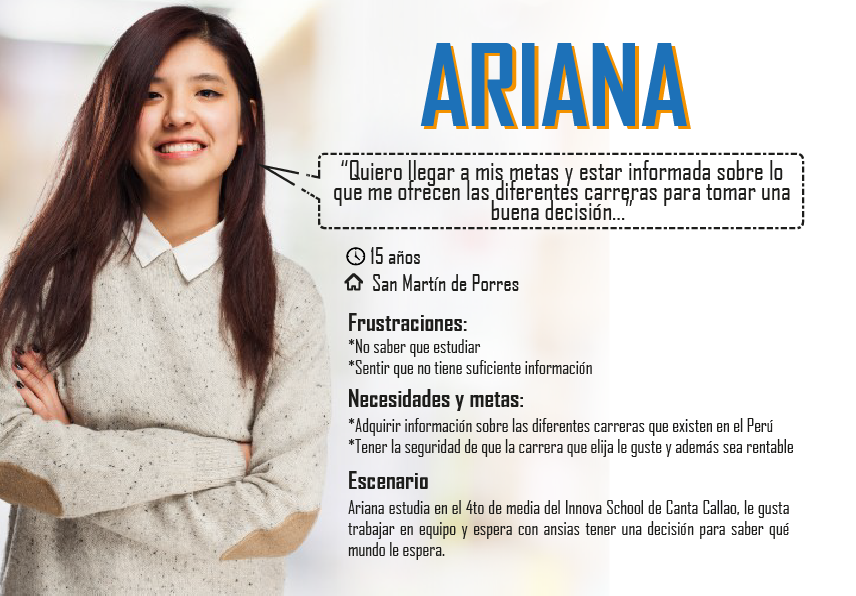 ARIANA
“Quiero llegar a mis metas y estar informada sobre lo
que me ofrecen las diferentes carreras para tomar una
buena decisión...”
15 años
San Martín de Porres
Frustraciones:
*No saber que estudiar
*Sentir que no tiene suficiente información
Necesidades y metas:
*Adquirir información sobre las diferentes carreras que existen en el Perú
*Tener la seguridad de que la carrera que elija le guste y además sea rentable
Escenario
Ariana estudia en el 4to de media del Innova School de Canta Callao, le gusta
trabajar en equipo y espera con ansias tener una decisión para saber qué
mundo le espera.